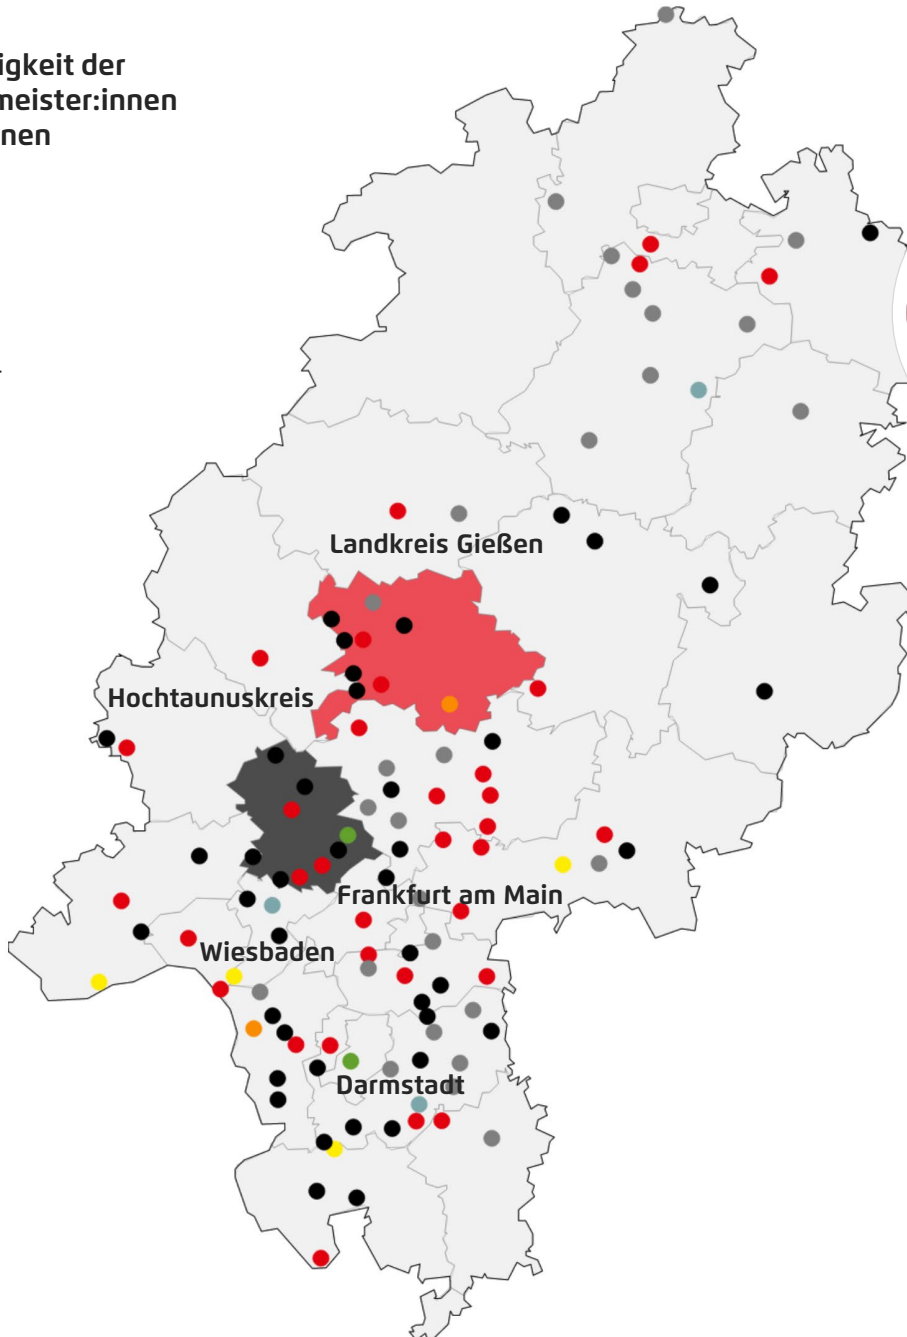 igkeit der
meister:innen
nen
Landkreis Gießen
Hochtaunuskreis
Frankfurt am Main
Wiesbaden
Darmstadt